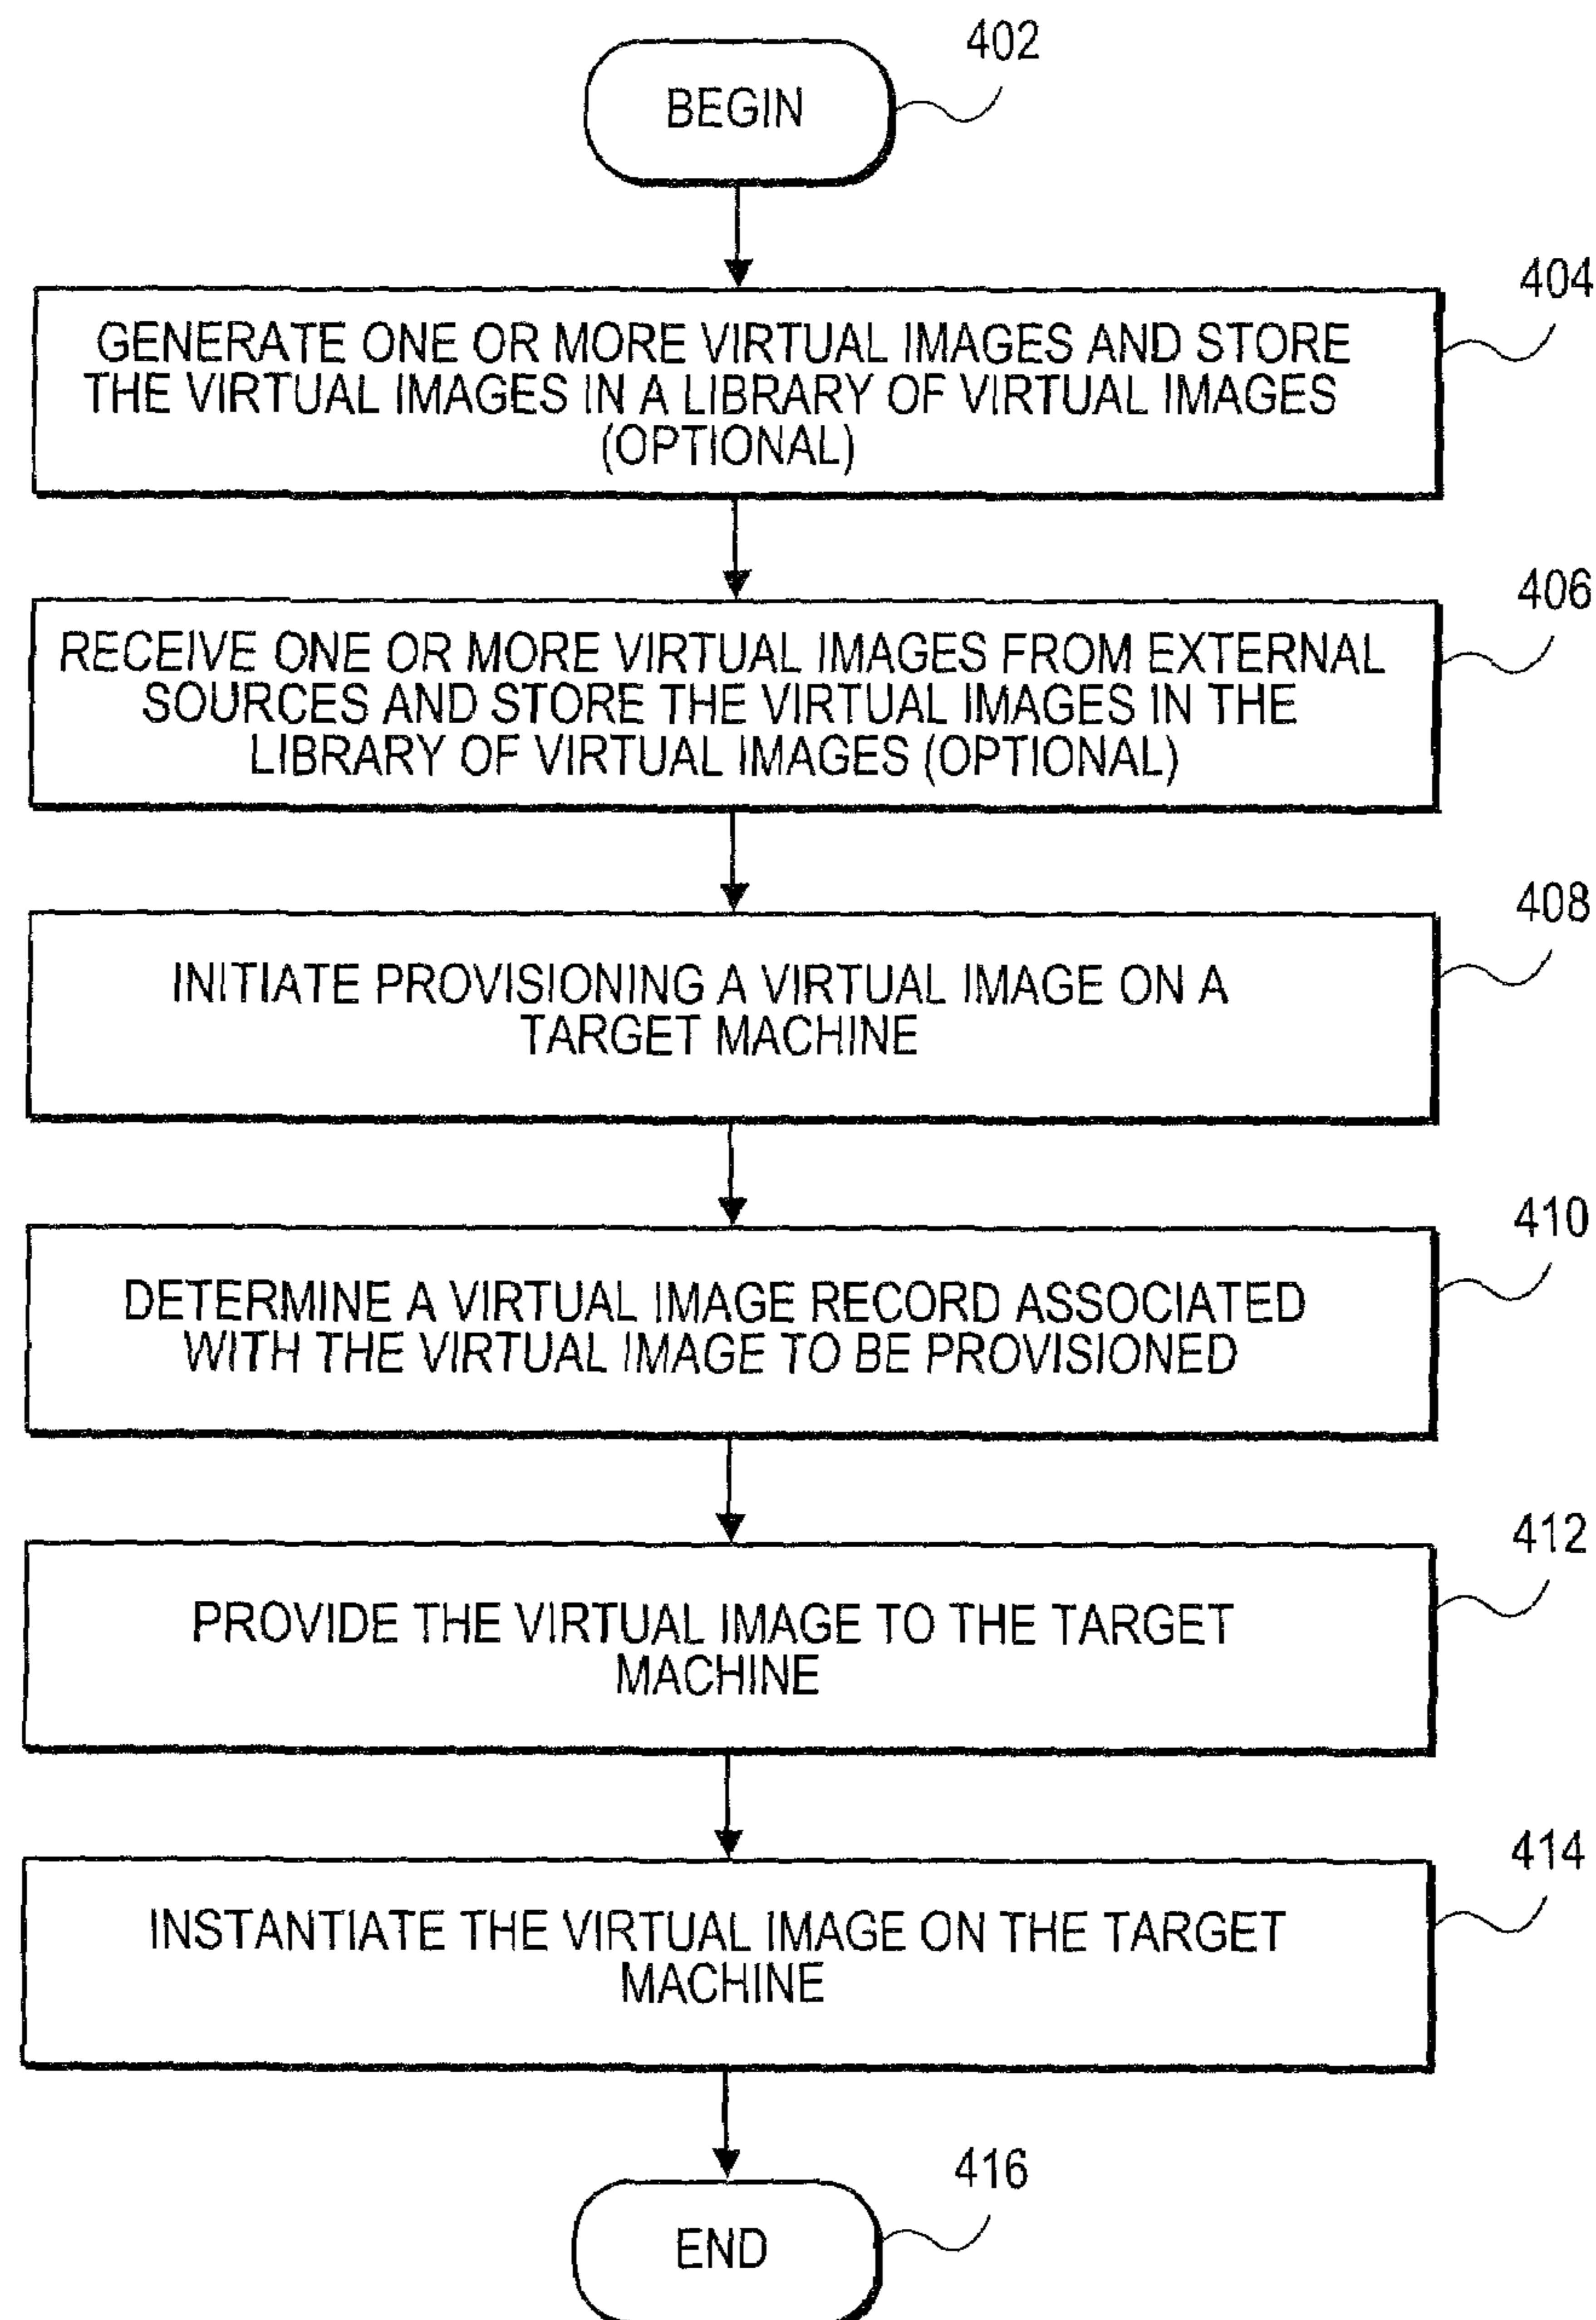 402
BEGIN
404
GENERATE ONE OR MORE VIRTUAL IMAGES AND STORE
THE VIRTUAL IMAGES IN A LIBRARY OF VIRTUAL IMAGES
(OPTIONAL)
406
RECEIVE ONE OR MORE VIRTUAL IMAGES FROM EXTERNAL
SOURCES AND STORE THE VIRTUAL IMAGES IN THE
LIBRARY OF VIRTUAL IMAGES (OPTIONAL)
408
INITIATE PROVISIONING A VIRTUAL IMAGE ON A
TARGET MACHINE
410
DETERMINE A VIRTUAL IMAGE RECORD ASSOCIATED
WITH THE VIRTUAL IMAGE TO BE PROVISIONED
412
PROVIDE THE VIRTUAL IMAGE TO THE TARGET
MACHINE
414
INSTANTIATE THE VIRTUAL IMAGE ON THE TARGET
MACHINE
416
END